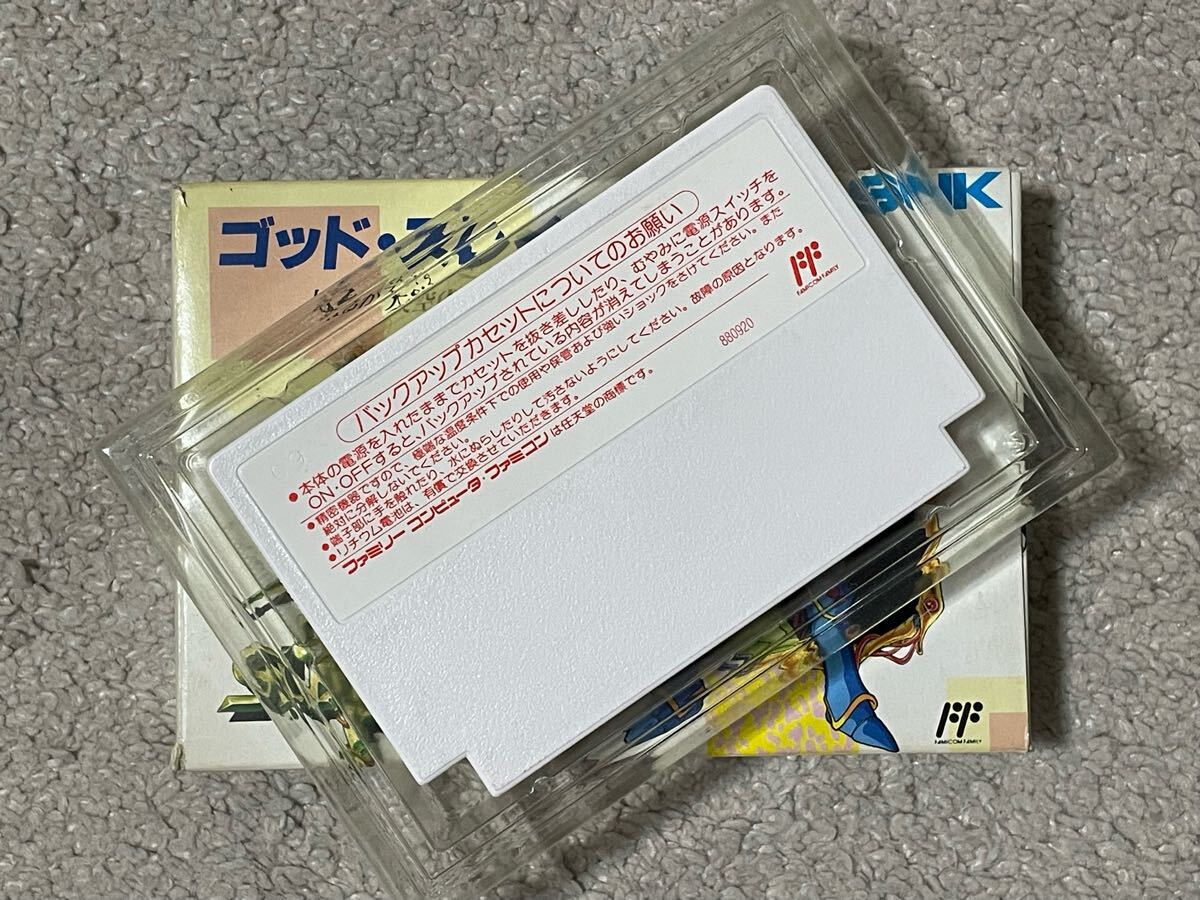 ゴッド・
SNK
バックアップカセットについてのお願い
●本体の電源を入れたままでカセットを抜き差ししたり、むやみに電源スイッチを
ON・OFFすると、バックアップされている内容が消えてしまうことがあります。
●精密機器ですので、極端な温度条件下での使用や保管および強いショックをさけてください。また
絶対に分解しないでください。
●端子部に手を触れたり、水にぬらしたりして汚さないようにしてください。故障の原因となります。
●リチウム電池は、有償で交換させていただきます。
ファミリーコンピュータ・ファミコンは任天堂の商標です。
880920
FAMICOM FAMILY
FAMICOM FAMILY